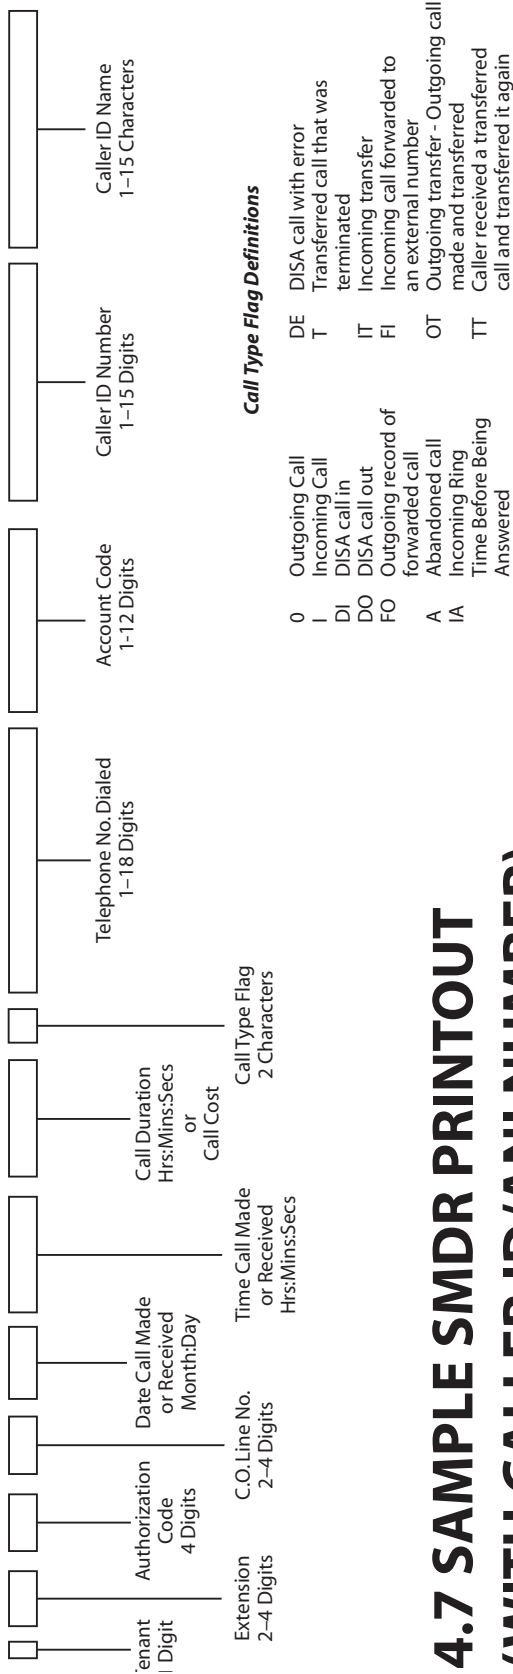 Tenant
1 Digit
Extension
2–4 Digits
Authorization
Code
4 Digits
C.O. Line No.
2–4 Digits
Date Call Made
or Received
Month:Day
Time Call Made
or Received
Hrs:Mins:Secs
Call Duration
Hrs:Mins:Secs
or
Call Cost
Call Type Flag
2 Characters
Telephone No. Dialed
1–18 Digits
Account Code
1-12 Digits
Caller ID Number
1–15 Digits
Caller ID Name
1–15 Characters
Call Type Flag Definitions
0 Outgoing Call
I Incoming Call
DI DISA call in
DO DISA call out
FO Outgoing record of
forwarded call
A Abandoned call
IA Incoming Ring
Time Before Being
Answered
DE DISA call with error
T Transferred call that was
terminated
IT Incoming transfer
FI Incoming call forwarded to
an external number
OT Outgoing transfer - Outgoing call
made and transferred
TT Caller received a transferred
call and transferred it again
4.7 SAMPLE SMDR PRINTOUT
(WITH CALLER ID/ANI NUMBER)